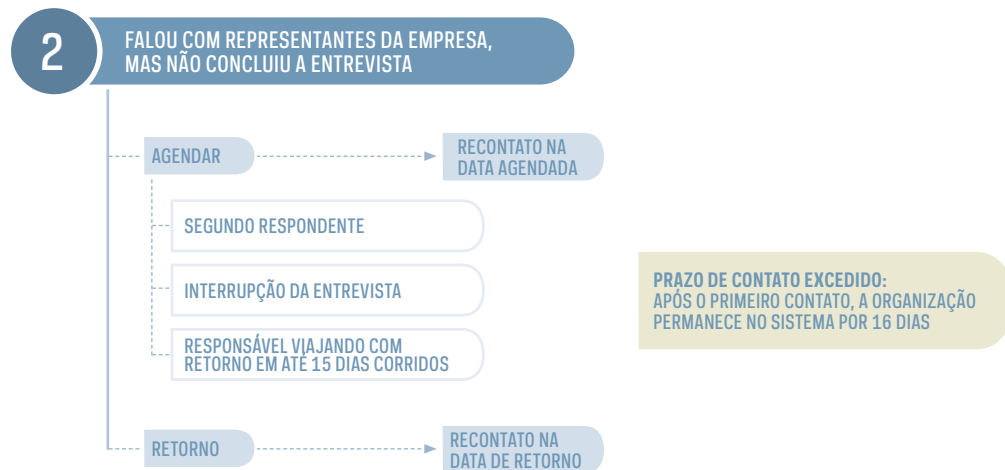 2
FALOU COM REPRESENTANTES DA EMPRESA,
MAS NÃO CONCLUIU A ENTREVISTA
AGENDAR
RECONTATO NA
DATA AGENDADA
SEGUNDO RESPONDENTE
INTERRUPÇÃO DA ENTREVISTA
RESPONSÁVEL VIAJANDO COM
RETORNO EM ATÉ 15 DIAS CORRIDOS
PRAZO DE CONTATO EXCEDIDO:
APÓS O PRIMEIRO CONTATO, A ORGANIZAÇÃO
PERMANECE NO SISTEMA POR 16 DIAS
RETORNO
RECONTATO NA
DATA DE RETORNO